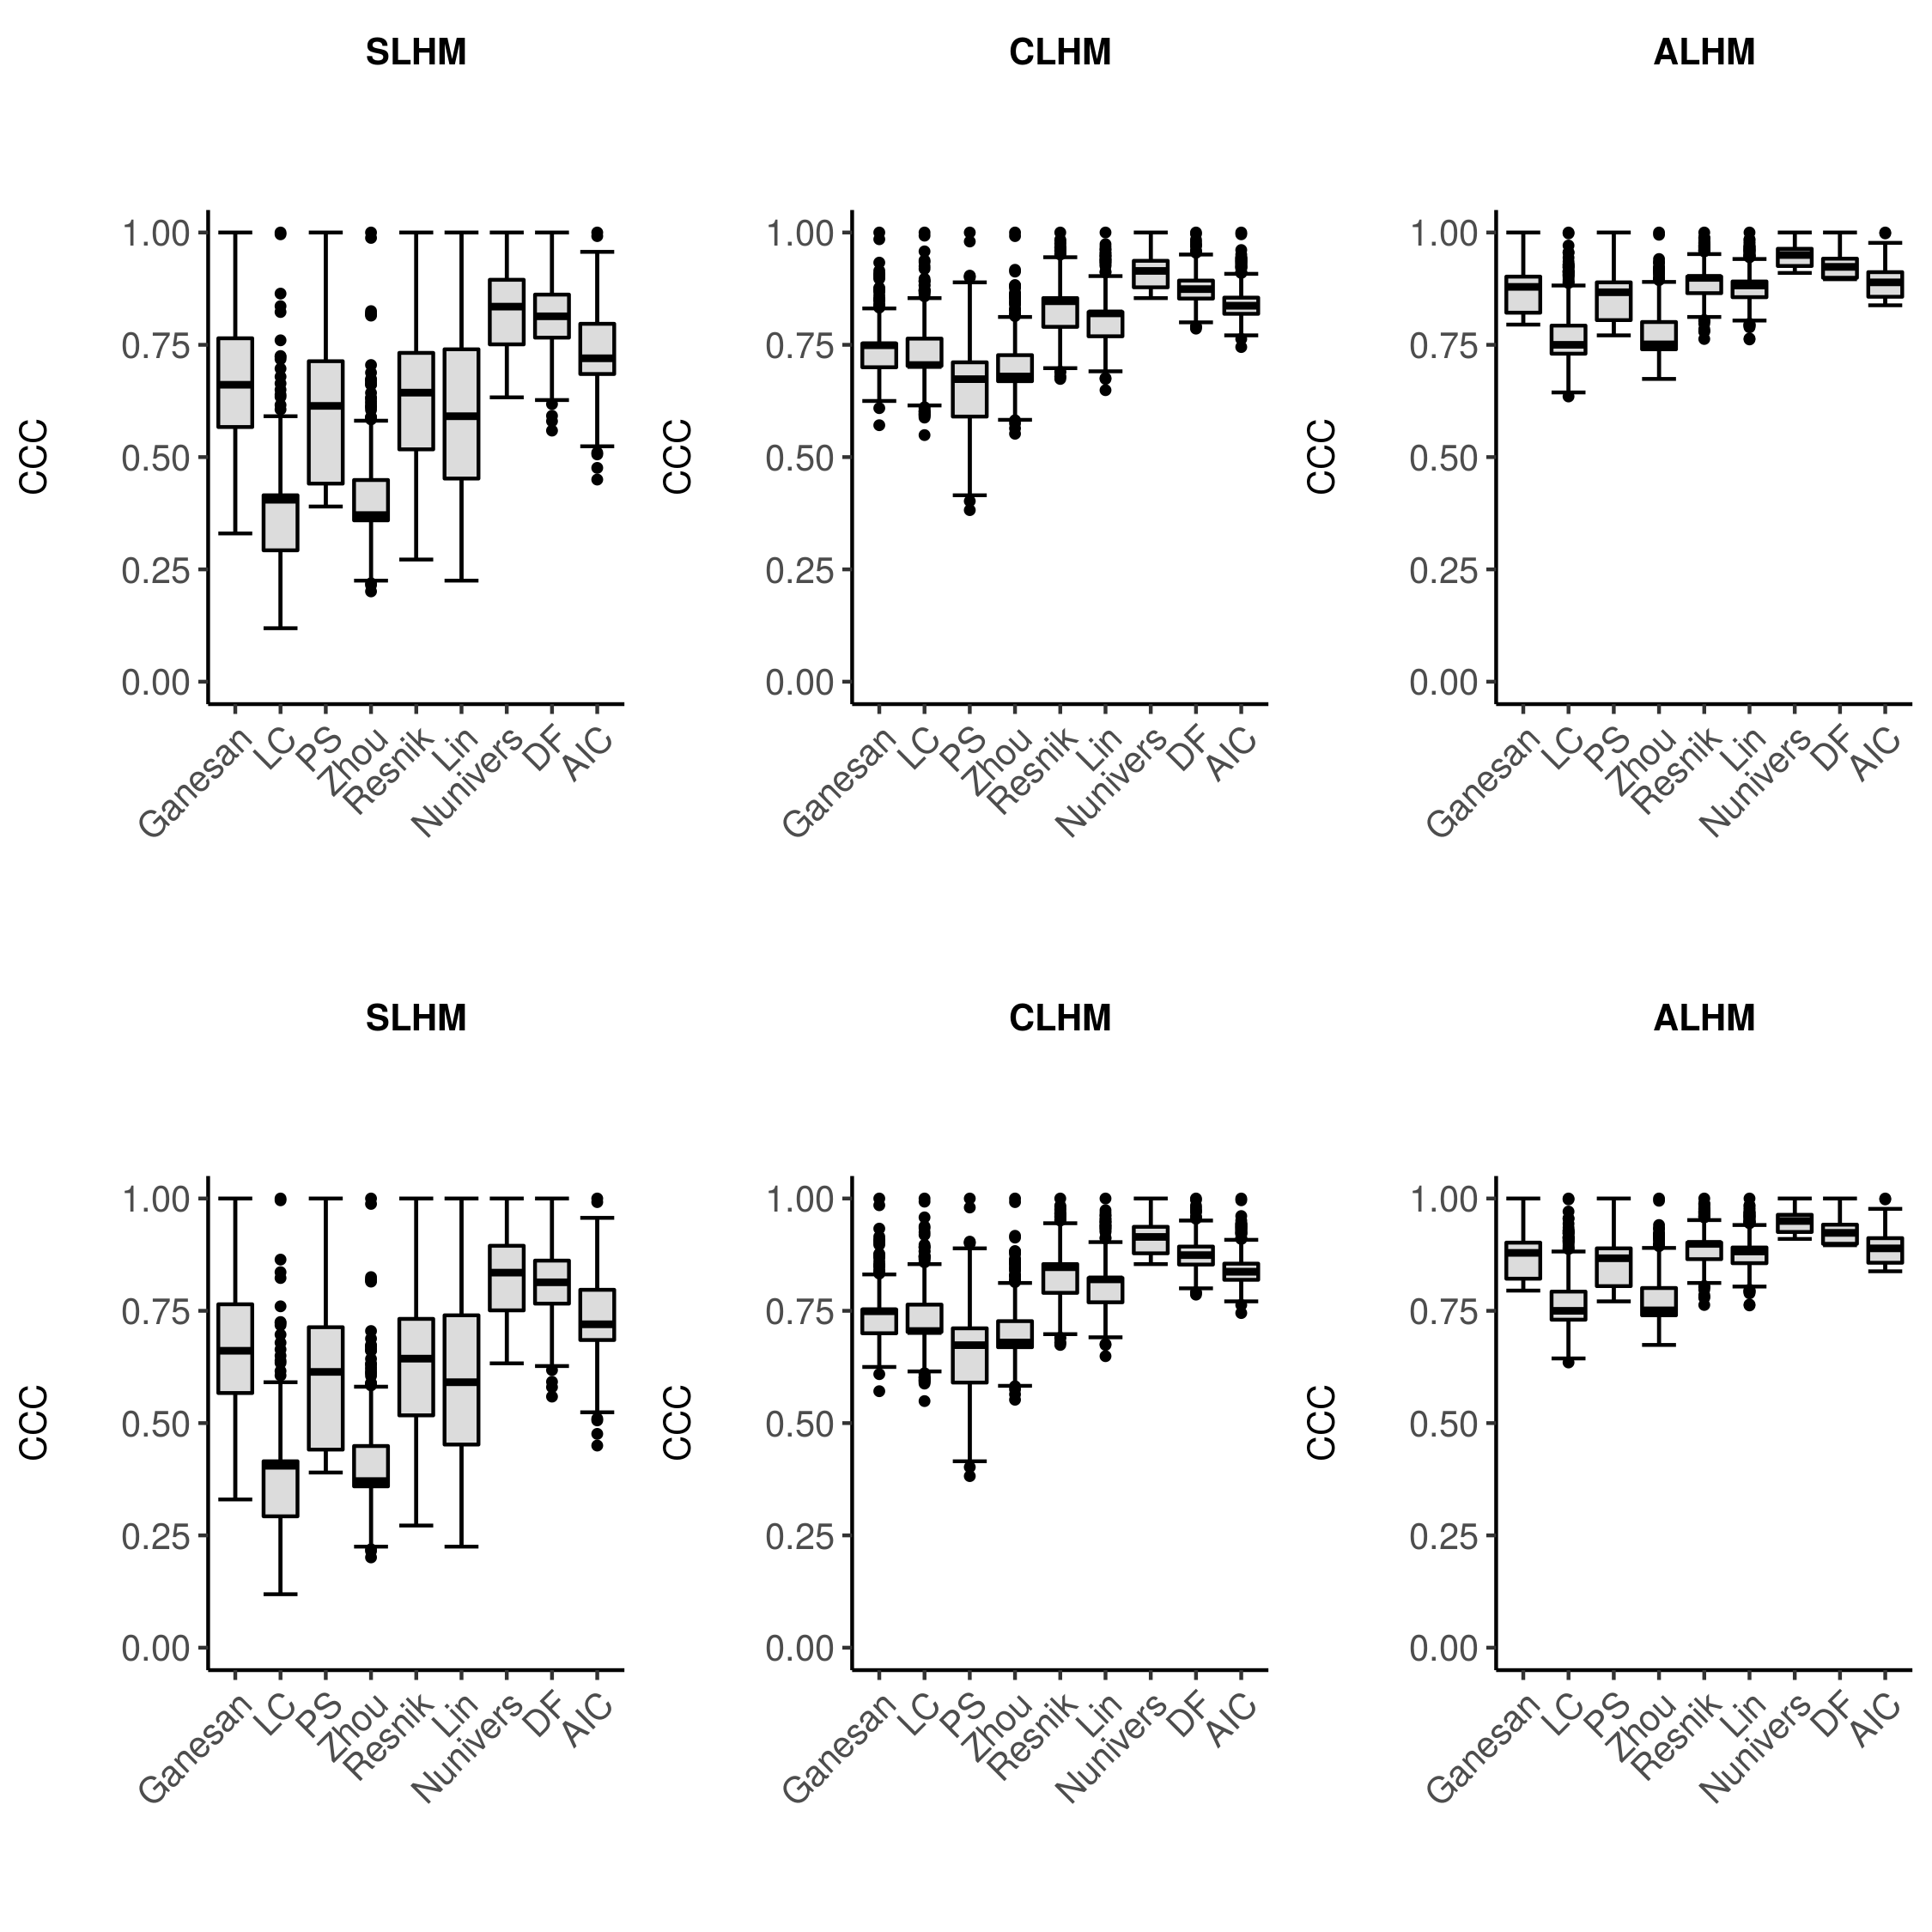 SLHM
CLHM
ALHM
CCC
1.00
0.75
0.50
0.25
0.00
Ganesan
LC
PS
Zhou
Resnik
Lin
Nunivers
DF
AIC
CCC
1.00
0.75
0.50
0.25
0.00
Ganesan
LC
PS
Zhou
Resnik
Lin
Nunivers
DF
AIC
CCC
1.00
0.75
0.50
0.25
0.00
Ganesan
LC
PS
Zhou
Resnik
Lin
Nunivers
DF
AIC
SLHM
CLHM
ALHM
CCC
1.00
0.75
0.50
0.25
0.00
Ganesan
LC
PS
Zhou
Resnik
Lin
Nunivers
DF
AIC
CCC
1.00
0.75
0.50
0.25
0.00
Ganesan
LC
PS
Zhou
Resnik
Lin
Nunivers
DF
AIC
CCC
1.00
0.75
0.50
0.25
0.00
Ganesan
LC
PS
Zhou
Resnik
Lin
Nunivers
DF
AIC